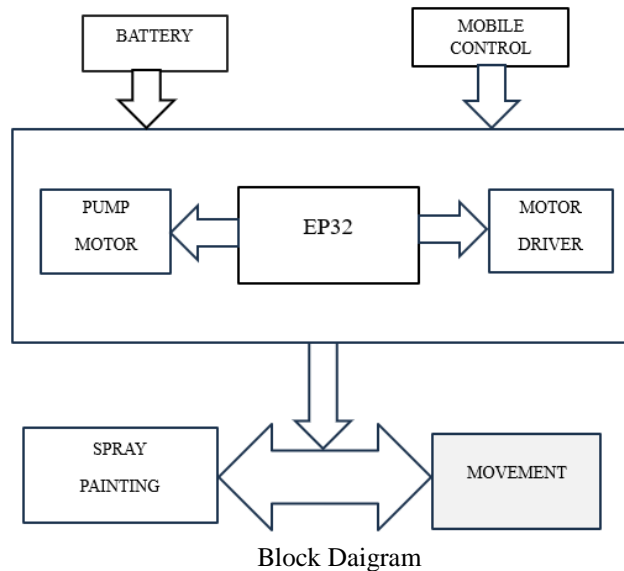 BATTERY
MOBILE
CONTROL
PUMP
MOTOR
EP32
MOTOR
DRIVER
SPRAY
PAINTING
MOVEMENT
Block Daigram